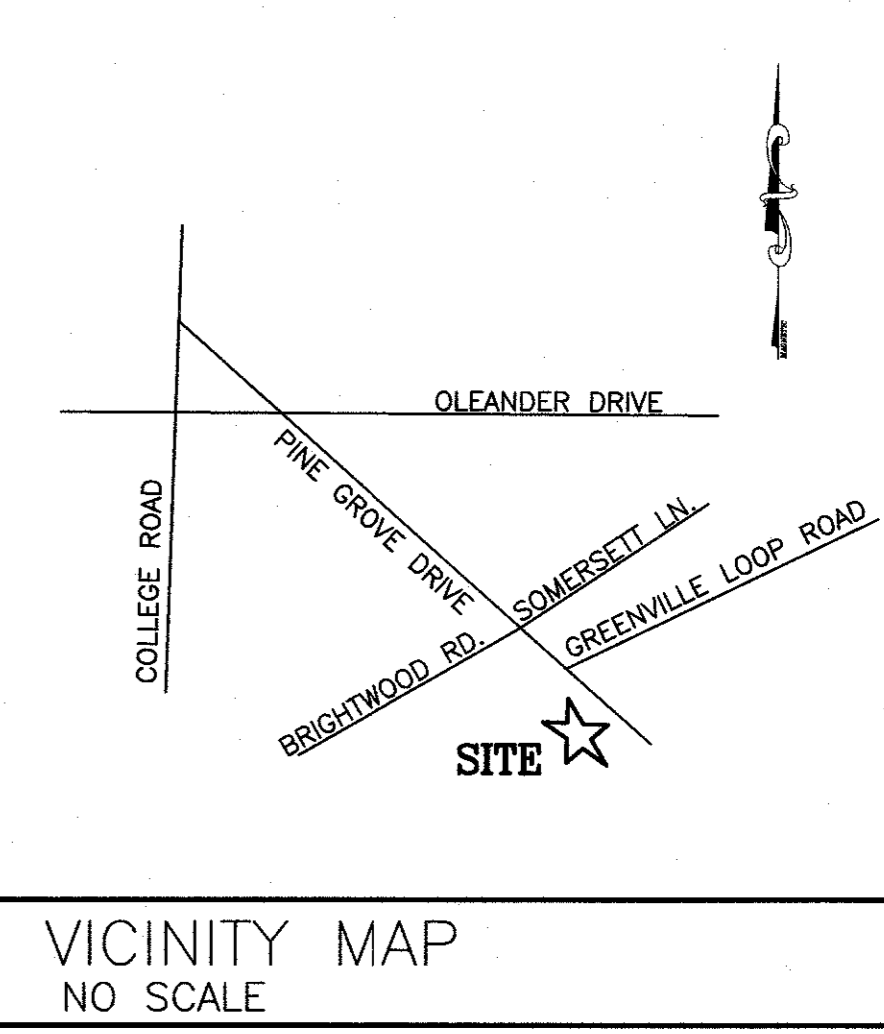 MAGNETIC
OLEANDER DRIVE
PINE GROVE DRIVE
COLLEGE ROAD
SOMERSETT LN.
GREENVILLE LOOP ROAD
BRIGHTWOOD RD.
SITE
VICINITY MAP
NO SCALE